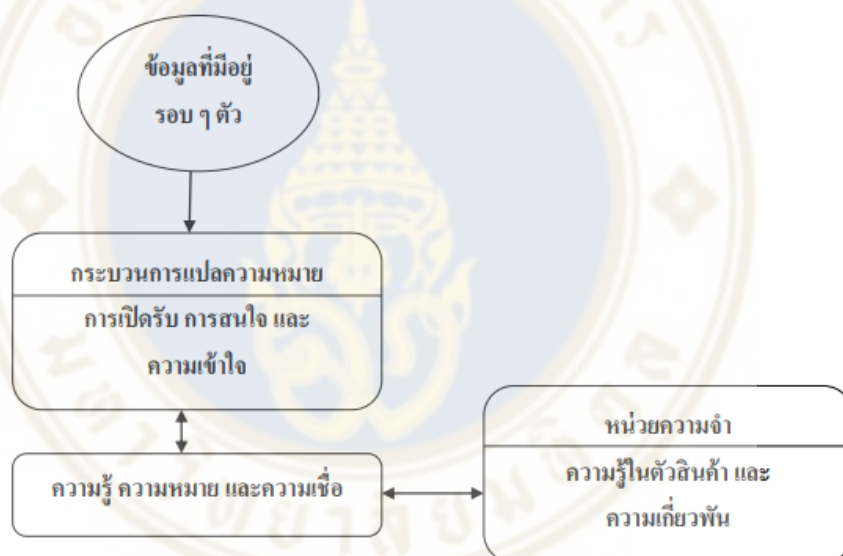 ข้อมูลที่มีอยู่
รอบ ๆ ตัว
กระบวนการแปลความหมาย
การเปิดรับ การสนใจ และ
ความเข้าใจ
ความรู้ ความหมาย และความเชื่อ
หน่วยความจำ
ความรู้ในตัวสินค้า และ
ความเกี่ยวพัน